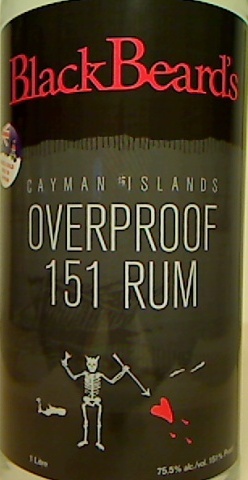 BlackBeard's
CAYMAN ISLANDS
OVERPROOF
151 RUM
1 Litre
75.5% alc./vol. 151% Proof